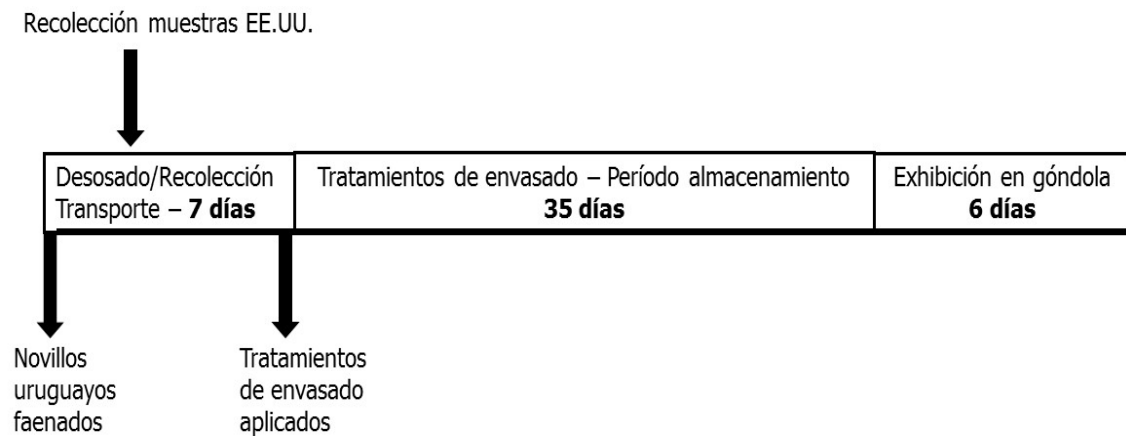 Recolección muestras EE.UU.
Desosado/Recolección
Transporte – 7 días
Tratamientos de envasado – Período almacenamiento
35 días
Exhibición en góndola
6 días
Novillos
uruguayos
faenados
Tratamientos
de envasado
aplicados